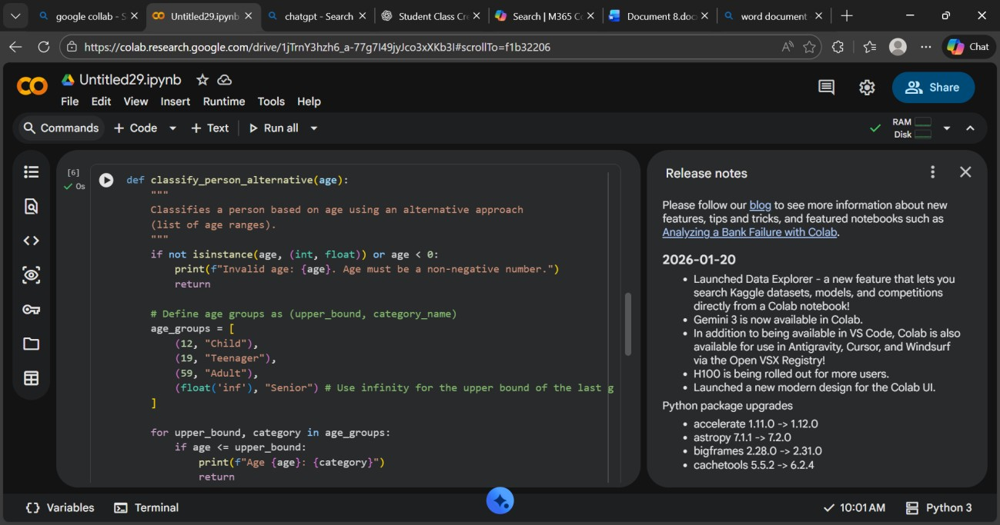 google collab - S
Untitled29.ipynb
chatgpt - Search
Student Class Cre
Search | M365 Co
Document 8.doc
word document
https://colab.research.google.com/drive/1jTrnY3hzh6_a-77g7l49jyJco3xXKb3l#scrollTo=f1b32206
Chat
Untitled29.ipynb
File Edit View Insert Runtime Tools Help
Share
Commands + Code + Text Run all
RAM
Disk
[6]
0s
def classify_person_alternative(age):
"""
Classifies a person based on age using an alternative approach
(list of age ranges).
"""
if not isinstance(age, (int, float)) or age < 0:
print(f"Invalid age: {age}. Age must be a non-negative number.")
return
# Define age groups as (upper_bound, category_name)
age_groups = [
(12, "Child"),
(19, "Teenager"),
(59, "Adult"),
(float('inf'), "Senior") # Use infinity for the upper bound of the last g
]
for upper_bound, category in age_groups:
if age <= upper_bound:
print(f"Age {age}: {category}")
return
Release notes
Please follow our blog to see more information about new
features, tips and tricks, and featured notebooks such as
Analyzing a Bank Failure with Colab.
2026-01-20
• Launched Data Explorer - a new feature that lets you
search Kaggle datasets, models, and competitions
directly from a Colab notebook!
• Gemini 3 is now available in Colab.
• In addition to being available in VS Code, Colab is also
available for use in Antigravity, Cursor, and Windsurf
via the Open VSX Registry!
• H100 is being rolled out for more users.
• Launched a new modern design for the Colab UI.
Python package upgrades
• accelerate 1.11.0 -> 1.12.0
• astropy 7.1.1 -> 7.2.0
• bigframes 2.28.0 -> 2.31.0
• cachetools 5.5.2 -> 6.2.4
Variables
Terminal
10:01 AM
Python 3